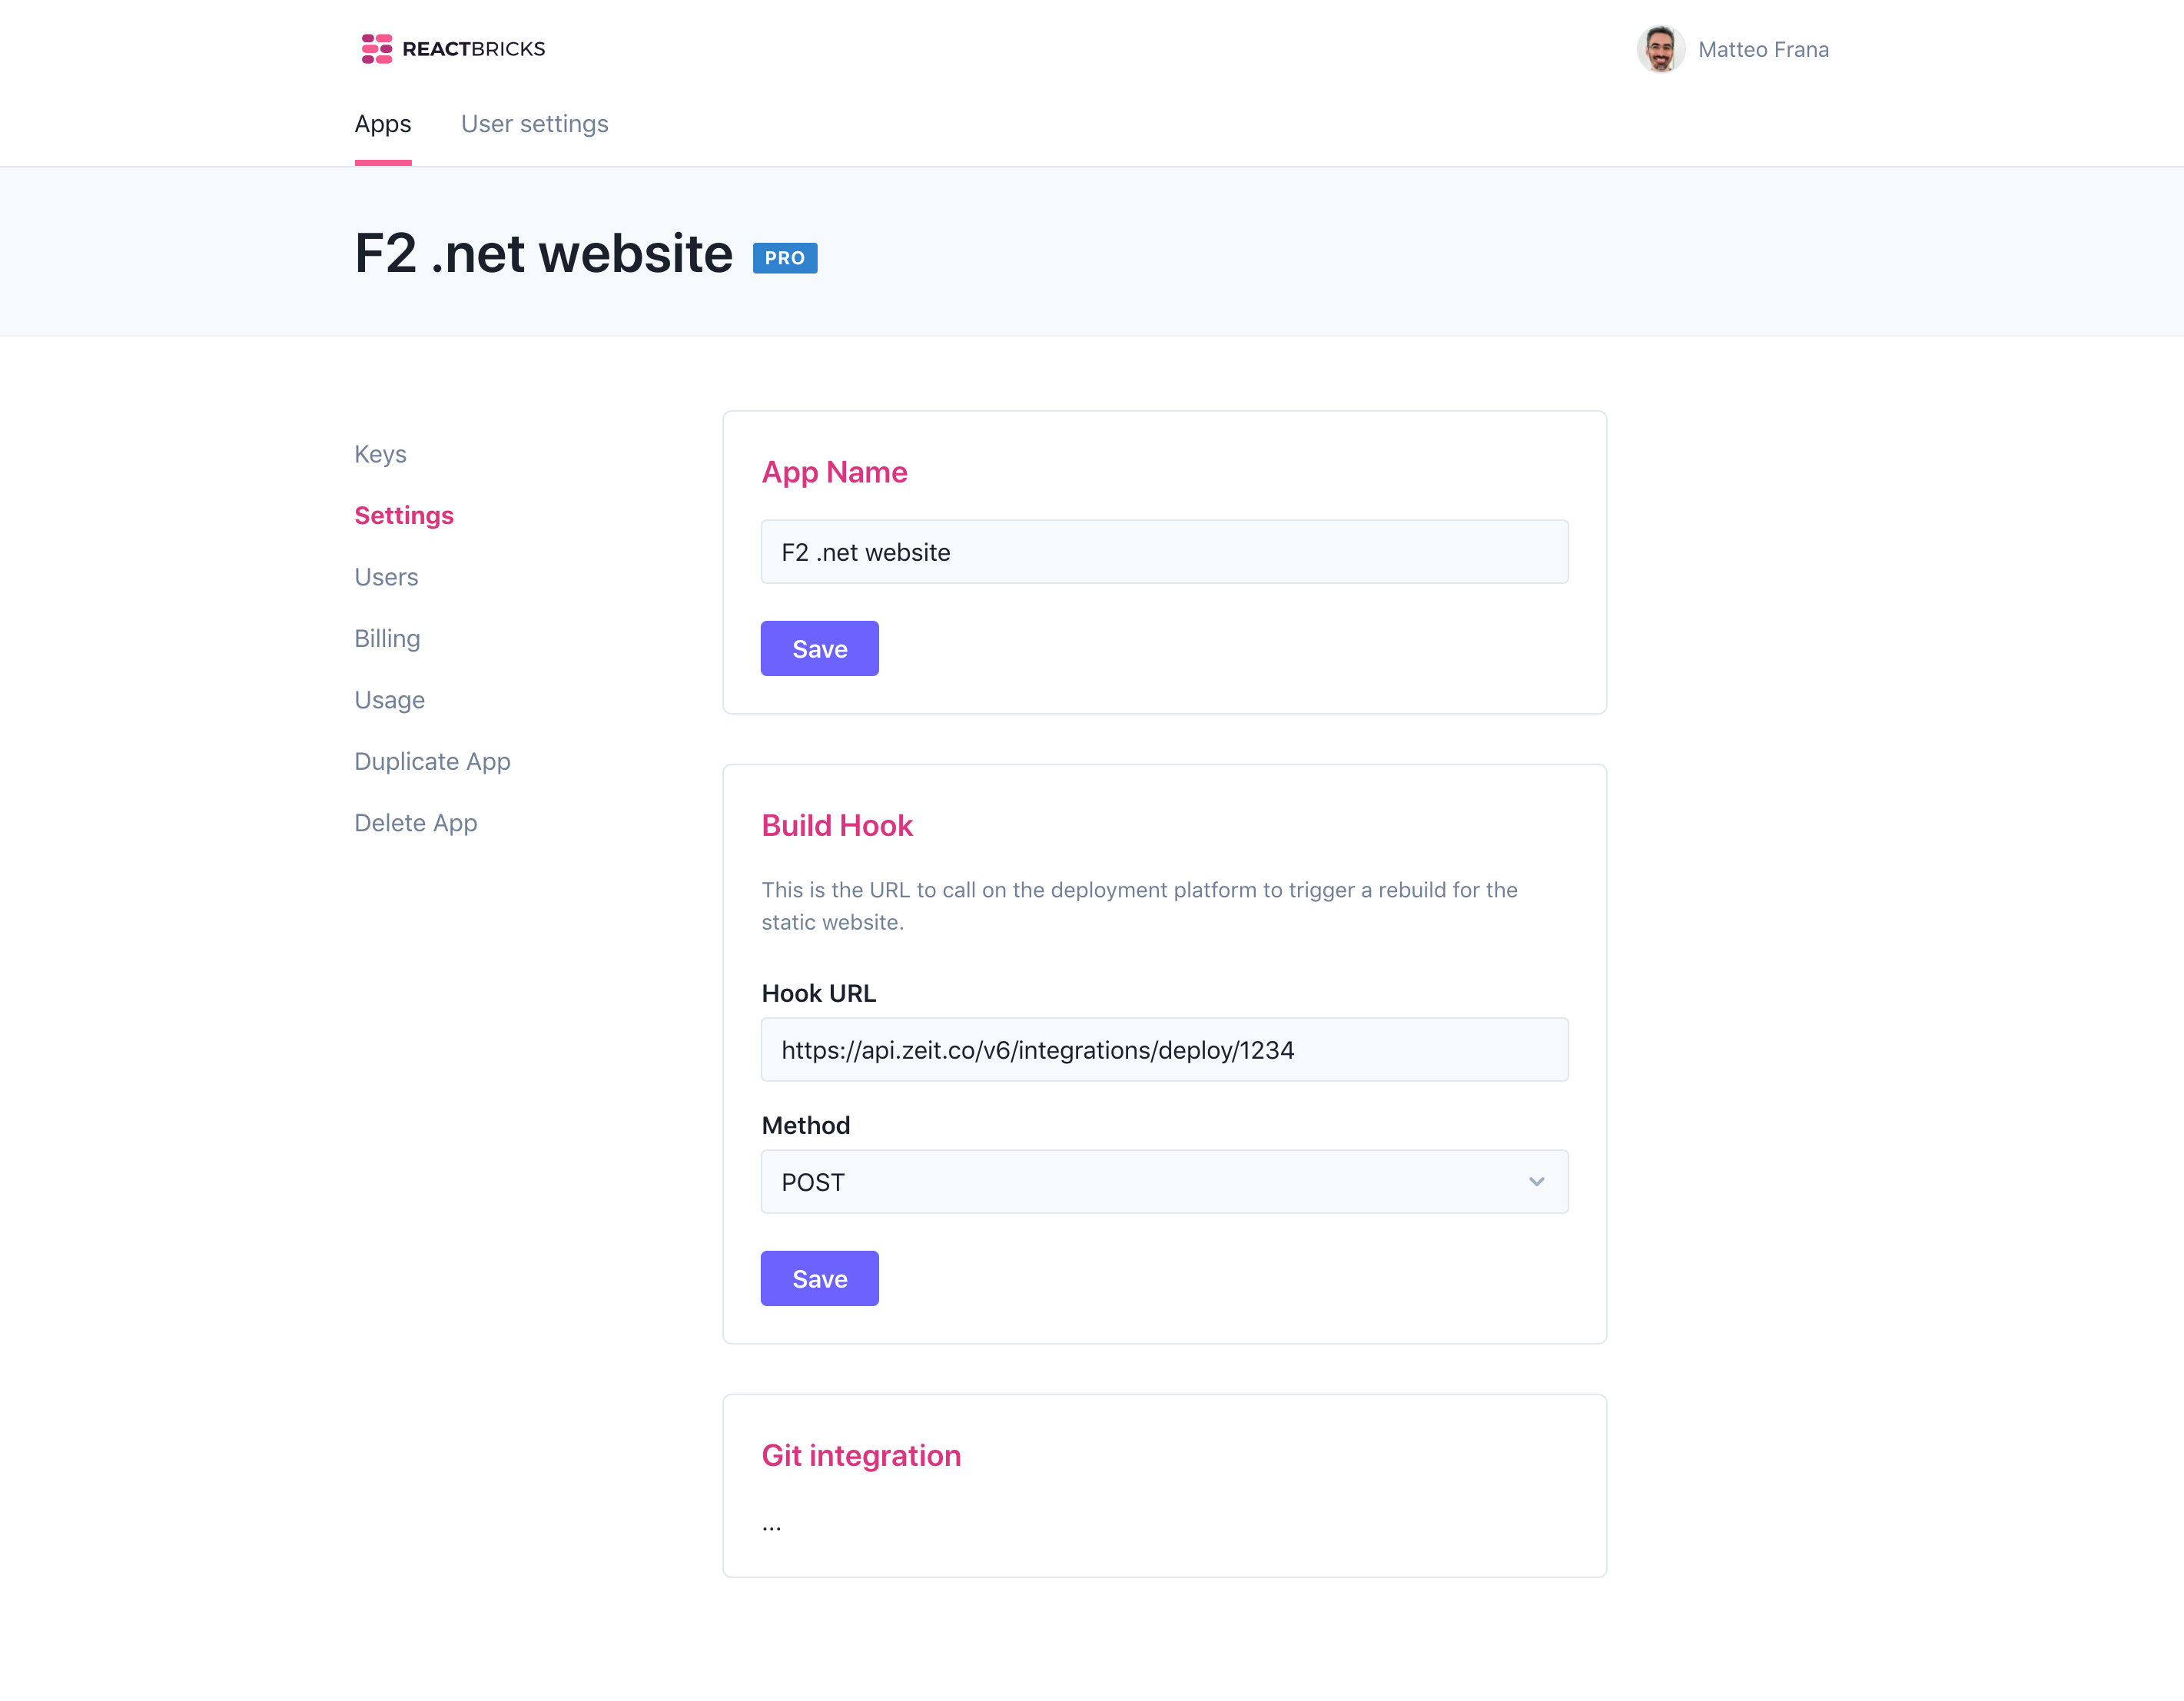 REACTBRICKS
Matteo Frana
Apps
User settings
F2 .net website
PRO
Keys
Settings
Users
Billing
Usage
Duplicate App
Delete App
App Name
F2 .net website
Save
Build Hook
This is the URL to call on the deployment platform to trigger a rebuild for the
static website.
Hook URL
https://api.zeit.co/v6/integrations/deploy/1234
Method
POST
Save
Git integration
...